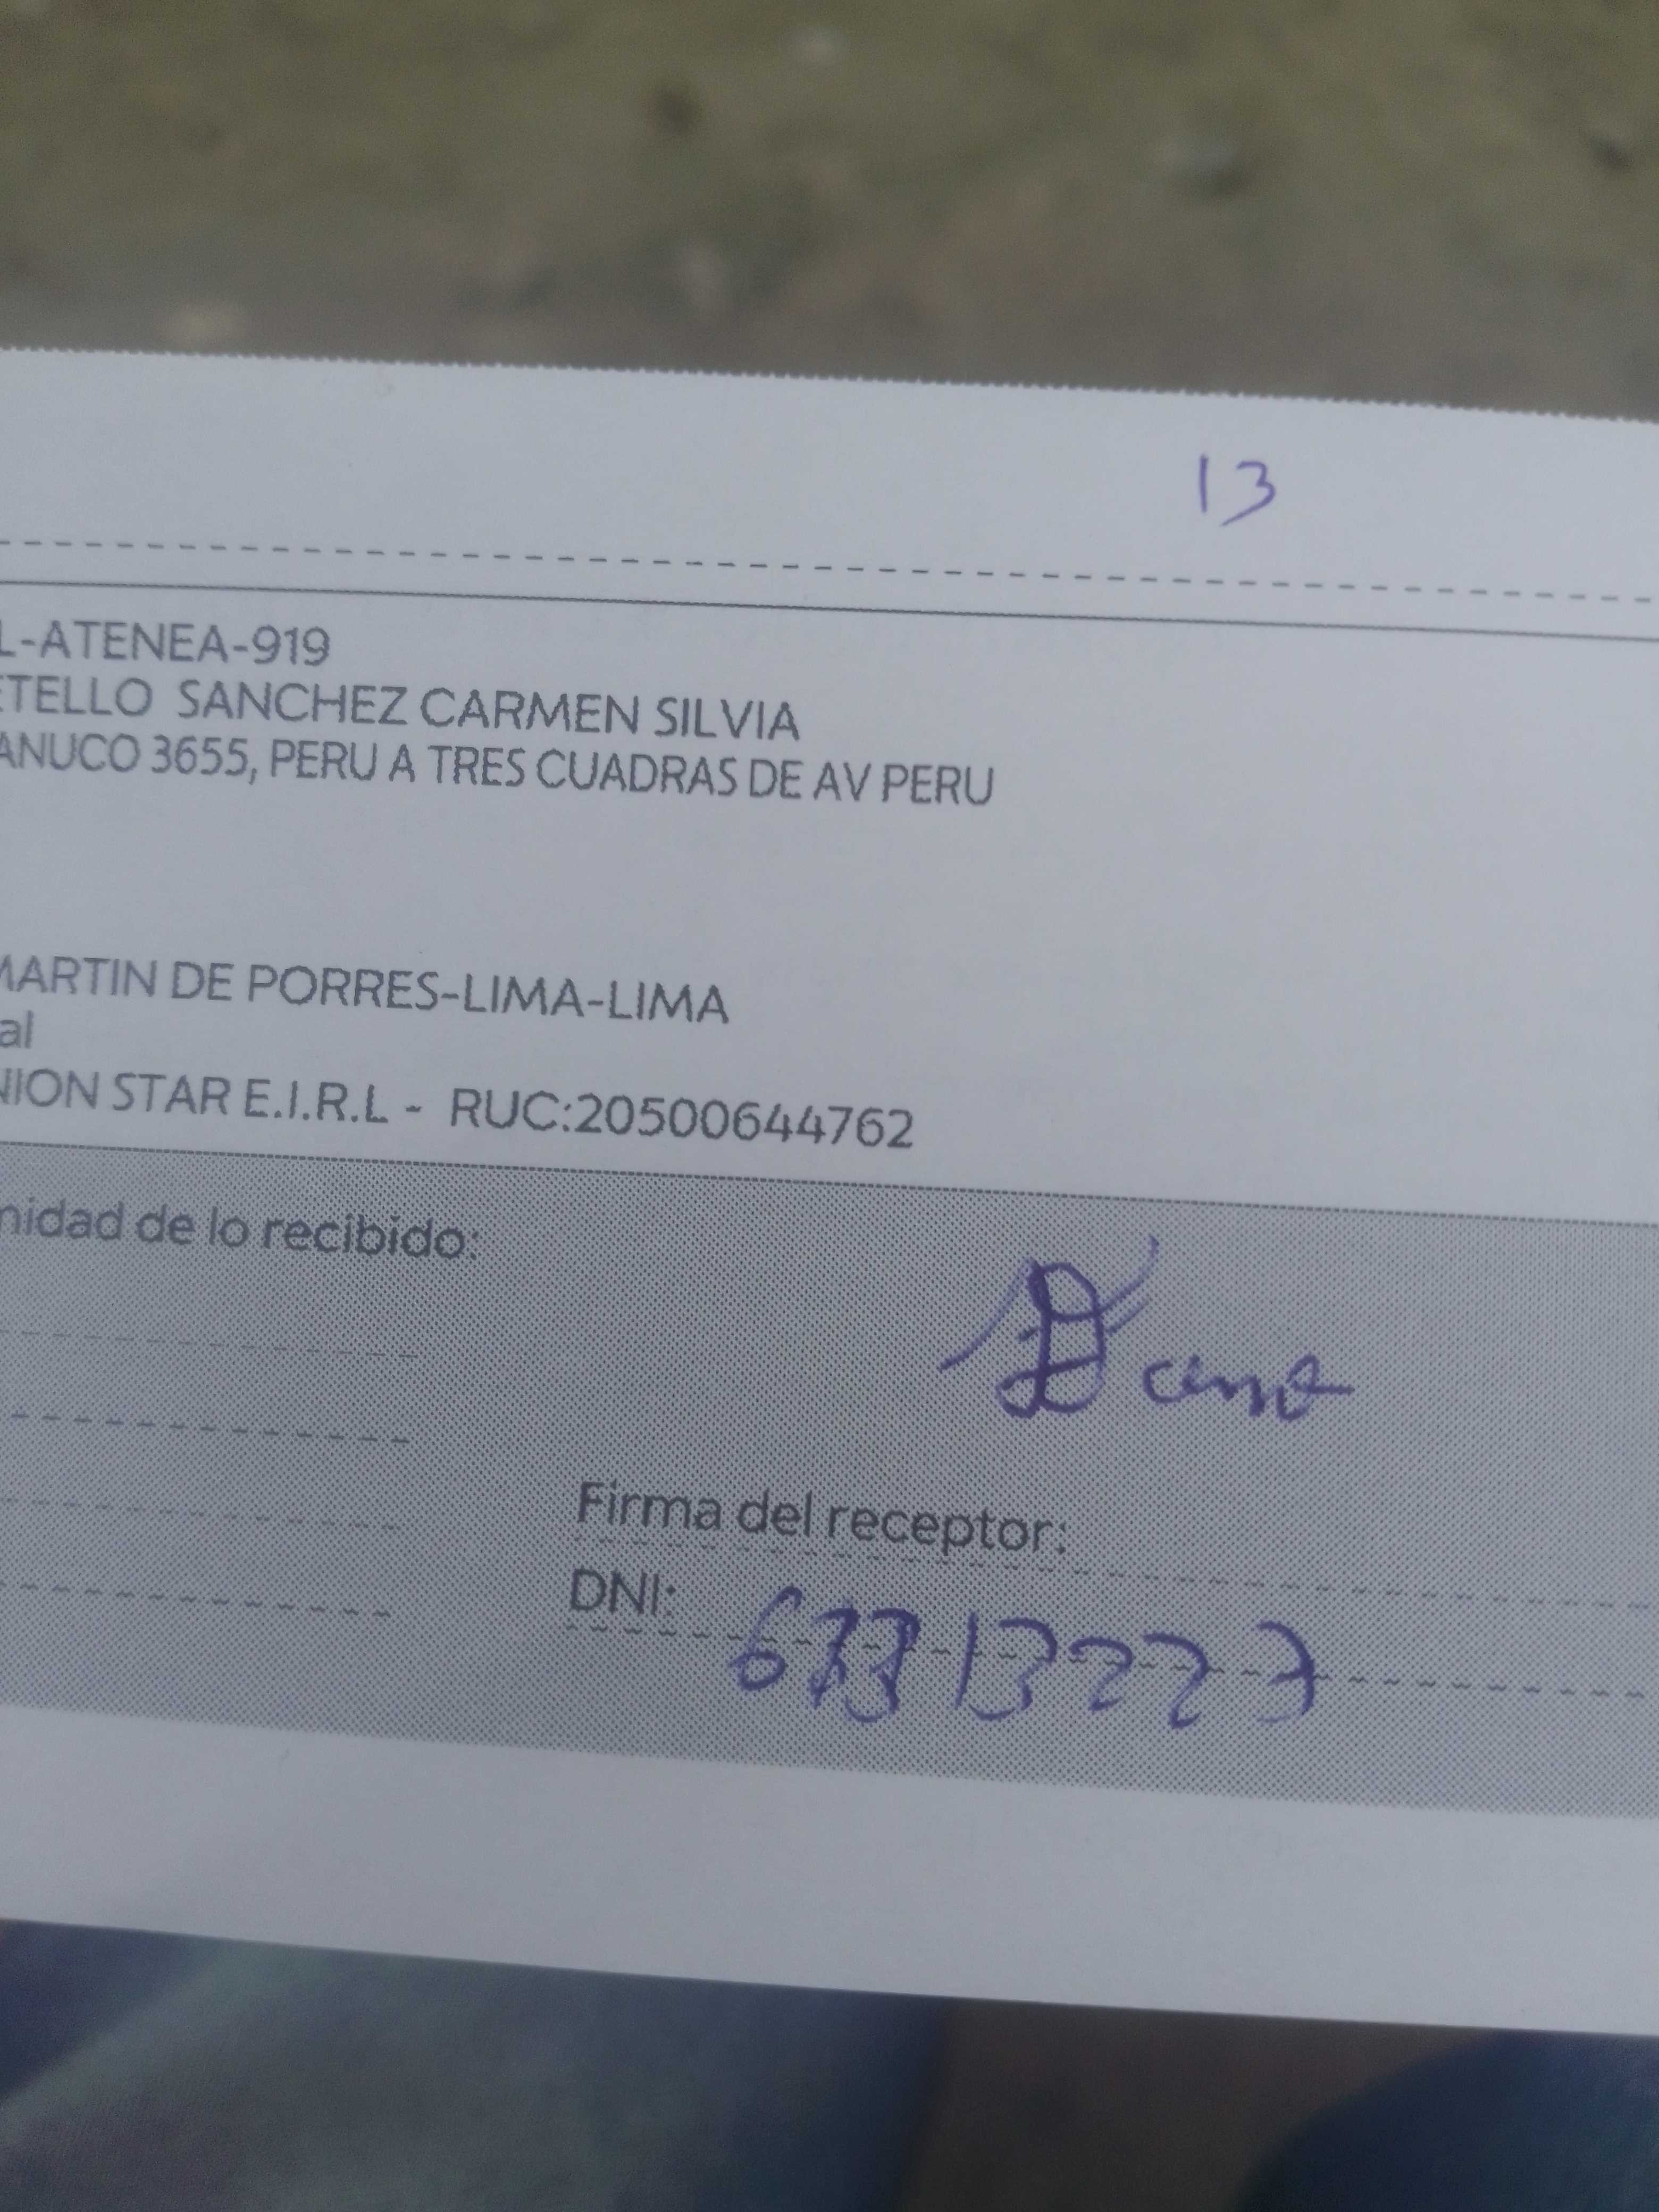 13
L-ATENEA-919
ETELLO SANCHEZ CARMEN SILVIA
ANUCO 3655, PERU A TRES CUADRAS DE AV PERU
MARTIN DE PORRES-LIMA-LIMA
al
NION STAR E.I.R.L - RUC:20500644762
midad de lo recibido:
Firma del receptor:
DNI: